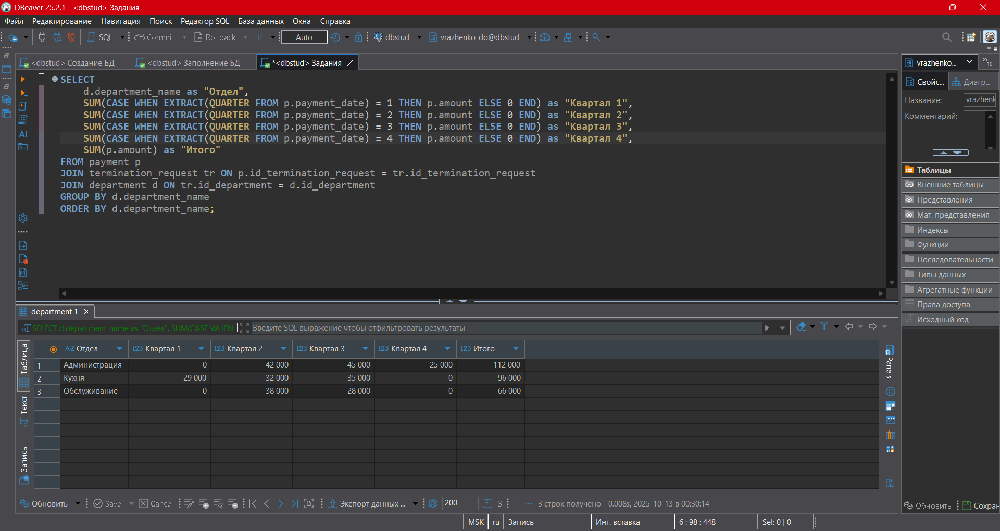 DBeaver 25.2.1 - <dbstud> Задания
Файл Редактирование Навигация Поиск Редактор SQL База данных Окна Справка
SQL Commit Rollback T Auto dbstud vrazhenko_do@dbstud
<dbstud> Создание БД <dbstud> Заполнение БД *<dbstud> Задания
SELECT
d.department_name as "Отдел",
SUM(CASE WHEN EXTRACT(QUARTER FROM p.payment_date) = 1 THEN p.amount ELSE 0 END) as "Квартал 1",
SUM(CASE WHEN EXTRACT(QUARTER FROM p.payment_date) = 2 THEN p.amount ELSE 0 END) as "Квартал 2",
SUM(CASE WHEN EXTRACT(QUARTER FROM p.payment_date) = 3 THEN p.amount ELSE 0 END) as "Квартал 3",
SUM(CASE WHEN EXTRACT(QUARTER FROM p.payment_date) = 4 THEN p.amount ELSE 0 END) as "Квартал 4",
SUM(p.amount) as "Итого"
FROM payment p
JOIN termination_request tr ON p.id_termination_request = tr.id_termination_request
JOIN department d ON tr.id_department = d.id_department
GROUP BY d.department_name
ORDER BY d.department_name;
AI
vrazhenko... »10
Свойс... Диагр...
Название: vrazhenk
Комментарий:
Таблицы
Внешние таблицы
Представления
Мат. представления
Индексы
Функции
Последовательности
Типы данных
Агрегатные функции
Права доступа
Исходный код
department 1
SELECT d.department_name as "Отдел", SUM(CASE WHEN Введите SQL выражение чтобы отфильтровать результаты
Таблица
Текст
Запись
A-Z Отдел 123 Квартал 1 123 Квартал 2 123 Квартал 3 123 Квартал 4 123 Итого
1 Администрация 0 42 000 45 000 25 000 112 000
2 Кухня 29 000 32 000 35 000 0 96 000
3 Обслуживание 0 38 000 28 000 0 66 000
Panels
Обновить Save Cancel Экспорт данных ... 200 3 ··· 3 строк получено - 0.008s, 2025-10-13 в 00:30:14
Обновить Сохран
MSK ru Запись Инт. вставка 6 : 98 : 448 Sel: 0 | 0